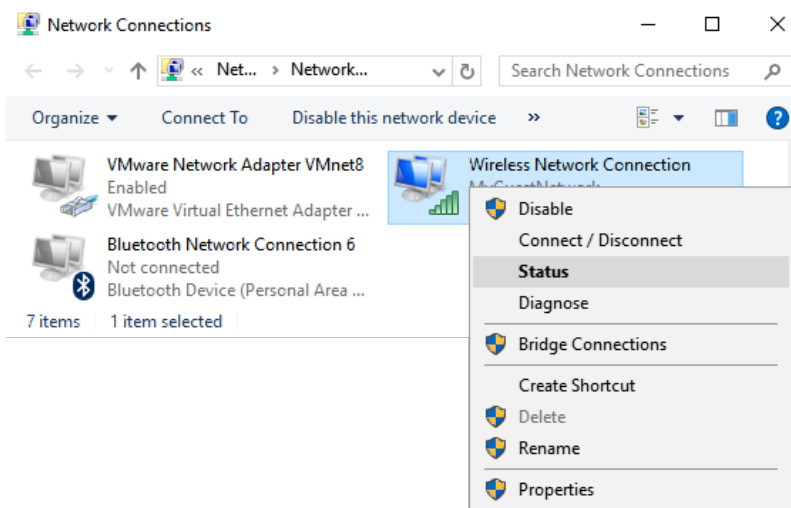 Network Connections
« Net... › Network...
Search Network Connections
Organize
Connect To
Disable this network device
»
VMware Network Adapter VMnet8
Enabled
VMware Virtual Ethernet Adapter ...
Bluetooth Network Connection 6
Not connected
Bluetooth Device (Personal Area ...
Wireless Network Connection
MyGuestNetwork
Disable
Connect / Disconnect
Status
Diagnose
Bridge Connections
Create Shortcut
Delete
Rename
Properties
7 items
1 item selected